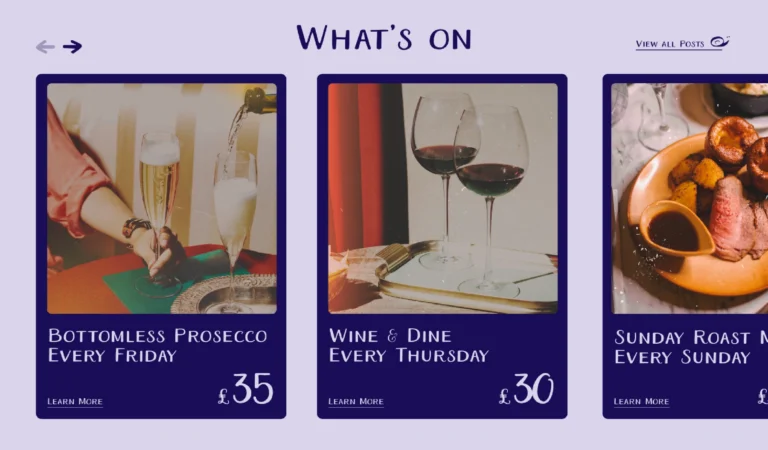 What's on
View all Posts
Bottomless Prosecco
Every Friday
Learn More
£35
Wine & Dine
Every Thursday
Learn More
£30
Sunday Roast
Every Sunday
Learn More
£